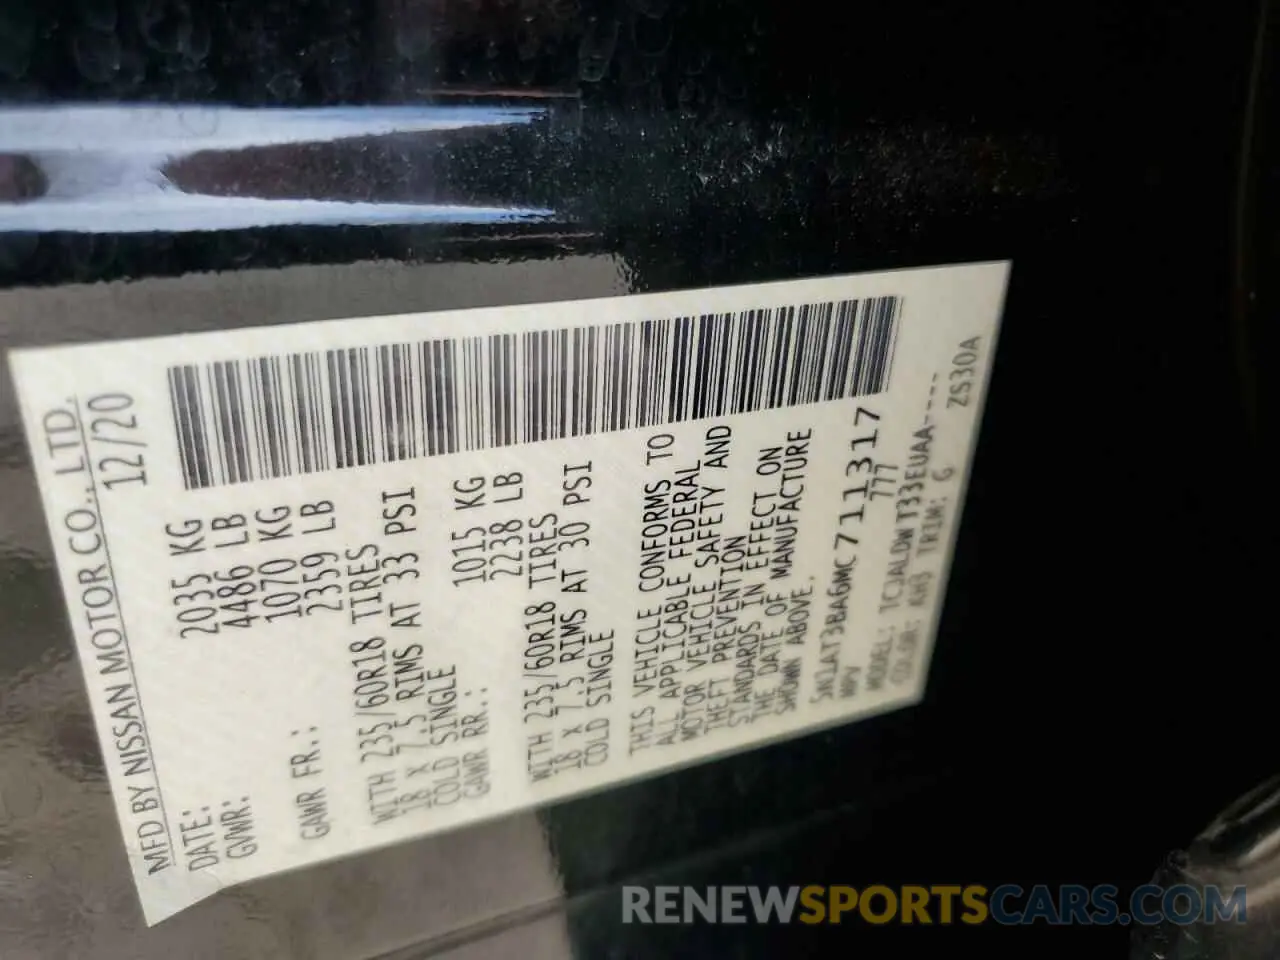 MFD BY NISSAN MOTOR CO., LTD.
DATE: 12/20
GVWR: 2035 KG
4486 LB
GAWR FR.: 1070 KG
2359 LB
WITH 235/60R18 TIRES
18 X 7.5 RIMS AT 33 PSI
COLD SINGLE
GAWR RR.: 1015 KG
2238 LB
WITH 235/60R18 TIRES
18 X 7.5 RIMS AT 30 PSI
COLD SINGLE
THIS VEHICLE CONFORMS TO
ALL APPLICABLE FEDERAL
MOTOR VEHICLE SAFETY AND
THEFT PREVENTION
STANDARDS IN EFFECT ON
THE DATE OF MANUFACTURE
SHOWN ABOVE.
5N1AT3BA6MC711317
MPV 777
MODEL: TCJALDWT33EUAA----
COLOR: KH3 TRIM: G ZS30A
RENEWSPORTSCARS.COM